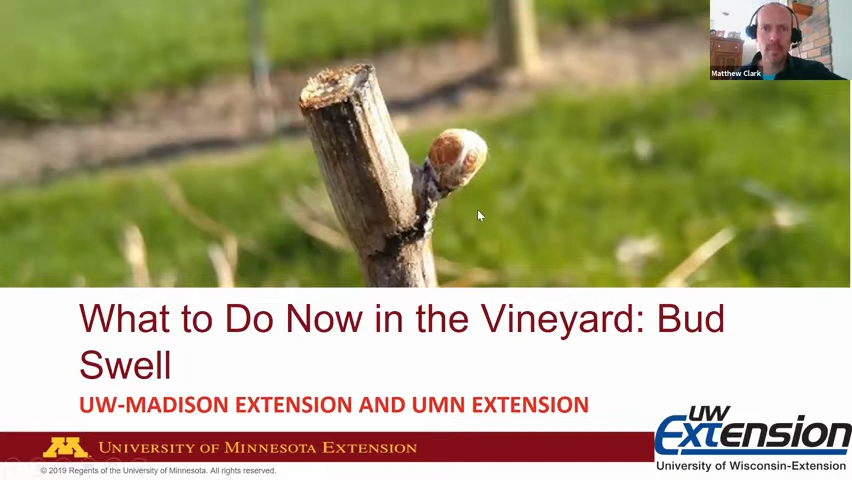 Matthew Clark
What to Do Now in the Vineyard: Bud
Swell
UW-MADISON EXTENSION AND UMN EXTENSION
M UNIVERSITY OF MINNESOTA EXTENSION
© 2019 Regents of the University of Minnesota. All rights reserved.
UW
Extension
University of Wisconsin-Extension